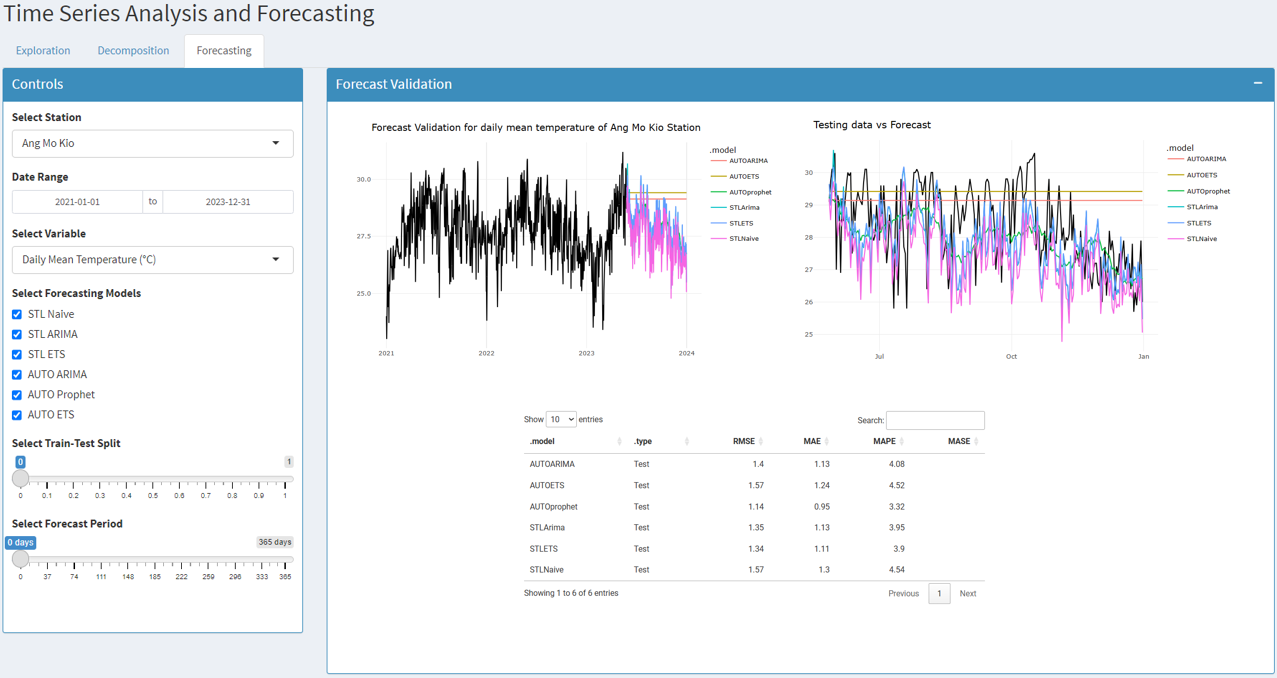 Time Series Analysis and Forecasting
Exploration Decomposition Forecasting
Controls
Select Station
Ang Mo Kio
Date Range
2021-01-01 to 2023-12-31
Select Variable
Daily Mean Temperature (°C)
Select Forecasting Models
STL Naïve
STL ARIMA
STL ETS
AUTO ARIMA
AUTO Prophet
AUTO ETS
Select Train-Test Split
0 1
0 0.1 0.2 0.3 0.4 0.5 0.6 0.7 0.8 0.9 1
Select Forecast Period
0 days 365 days
0 37 74 111 148 185 222 259 296 333 365
Forecast Validation
Forecast Validation for daily mean temperature of Ang Mo Kio Station
.model
AUTOARIMA
AUTOETS
AUTOprophet
STLArima
STLETS
STLNaive
30.0
27.5
25.0
2021 2022 2023 2024
Testing data vs Forecast
.model
AUTOARIMA
AUTOETS
AUTOprophet
STLArima
STLETS
STLNaive
30
29
28
27
26
25
Jul Oct Jan
Show 10 entries Search:
.model .type RMSE MAE MAPE MASE
AUTOARIMA Test 1.4 1.13 4.08
AUTOETS Test 1.57 1.24 4.52
AUTOprophet Test 1.14 0.95 3.32
STLArima Test 1.35 1.13 3.95
STLETS Test 1.34 1.11 3.9
STLNaive Test 1.57 1.3 4.54
Showing 1 to 6 of 6 entries Previous 1 Next